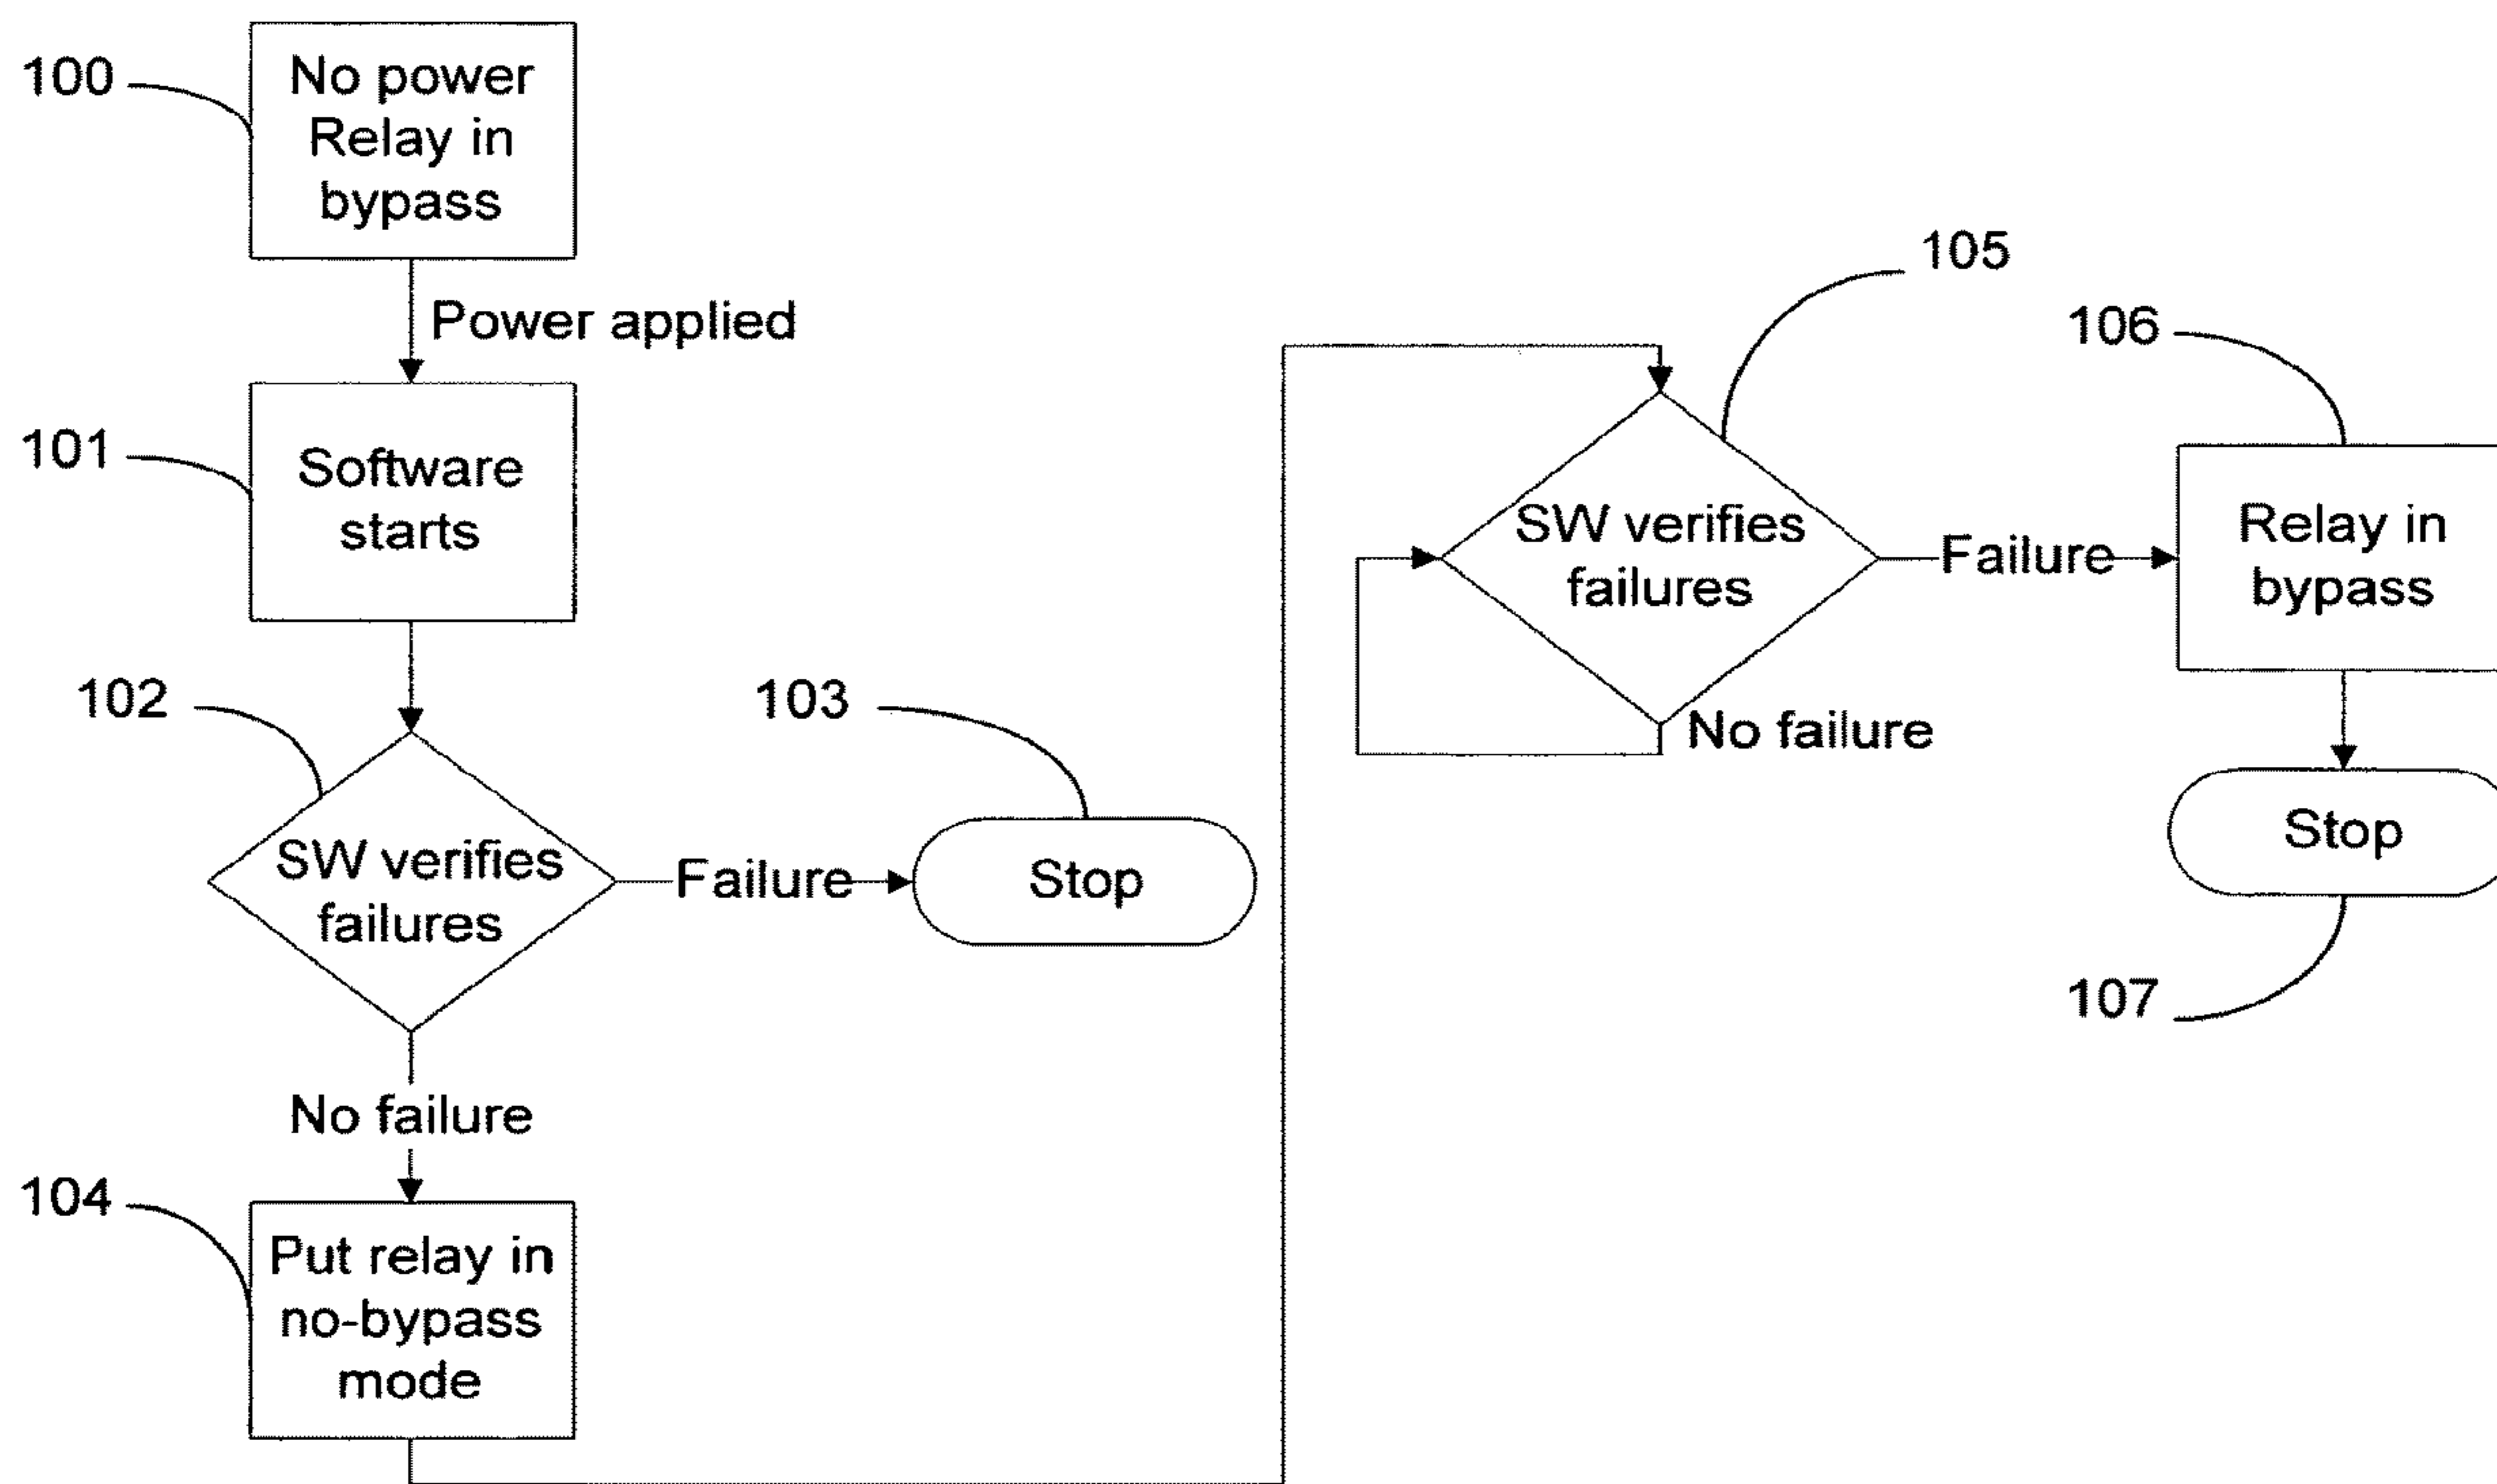 100
No power
Relay in
bypass
Power applied
101
Software
starts
102
SW verifies
failures
Failure
103
Stop
No failure
104
Put relay in
no-bypass
mode
105
SW verifies
failures
Failure
No failure
106
Relay in
bypass
Stop
107